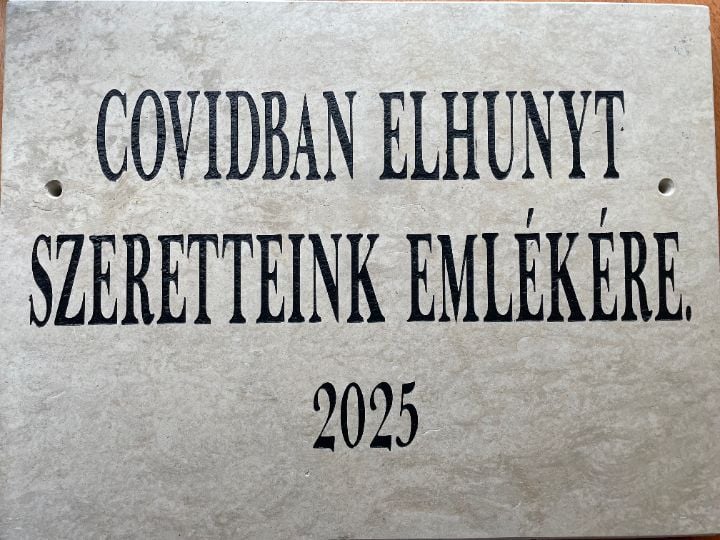 COVIDBAN ELHUNYT
SZERETTEINK EMLÉKÉRE.
2025